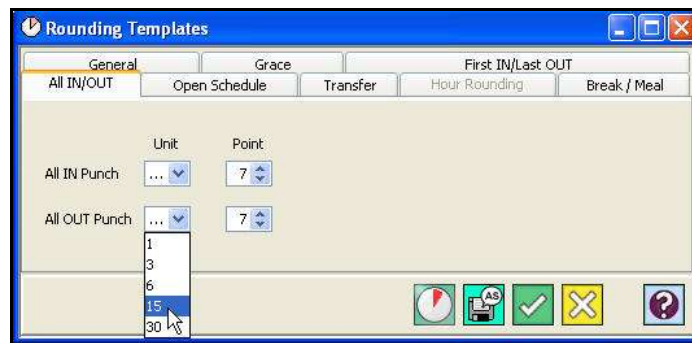 Rounding Templates
General Grace First IN/Last OUT
All IN/OUT Open Schedule Transfer Hour Rounding Break / Meal
Unit Point
All IN Punch ... 7
All OUT Punch ... 7
1
3
6
15
30
AS
?